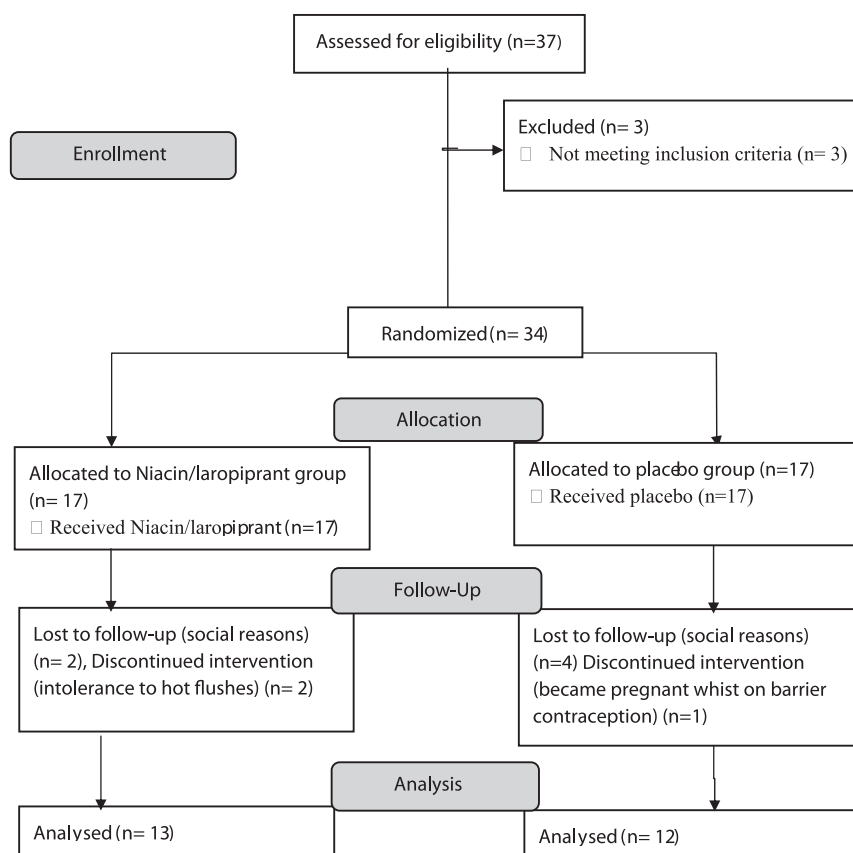 Assessed for eligibility (n=37)
Excluded (n= 3)
□ Not meeting inclusion criteria (n= 3)
Enrollment
Randomized (n= 34)
Allocation
Allocated to Niacin/laropiprant group
(n= 17)
□ Received Niacin/laropiprant (n=17)
Allocated to placebo group (n=17)
□ Received placebo (n=17)
Follow-Up
Lost to follow-up (social reasons)
(n= 2), Discontinued intervention
(intolerance to hot flushes) (n= 2)
Lost to follow-up (social reasons)
(n=4) Discontinued intervention
(became pregnant whist on barrier
contraception) (n=1)
Analysis
Analysed (n= 13)
Analysed (n= 12)